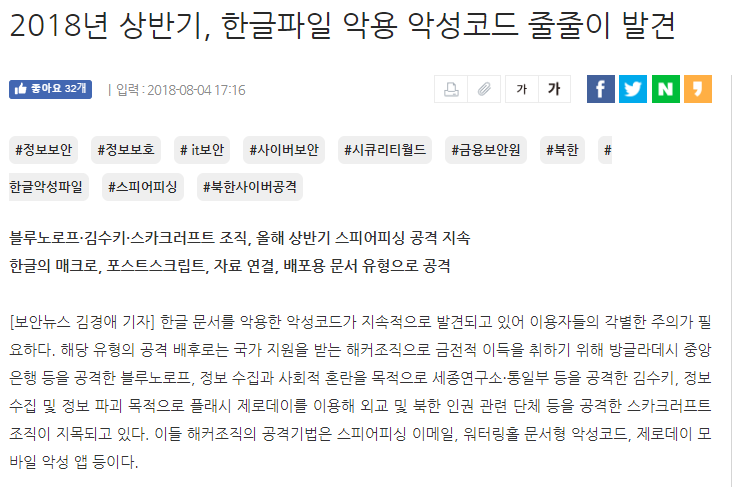 2018년 상반기, 한글파일 악용 악성코드 줄줄이 발견
좋아요 32개 | 입력 : 2018-08-04 17:16
가 가
#정보보안 #정보보호 # it보안 #사이버보안 #시큐리티월드 #금융보안원 #북한 #
한글악성파일 #스피어피싱 #북한사이버공격
블루노로프·김수키·스카크러프트 조직, 올해 상반기 스피어피싱 공격 지속
한글의 매크로, 포스트스크립트, 자료 연결, 배포용 문서 유형으로 공격
[보안뉴스 김경애 기자] 한글 문서를 악용한 악성코드가 지속적으로 발견되고 있어 이용자들의 각별한 주의가 필
요하다. 해당 유형의 공격 배후로는 국가 지원을 받는 해커조직으로 금전적 이득을 취하기 위해 방글라데시 중앙
은행 등을 공격한 블루노로프, 정보 수집과 사회적 혼란을 목적으로 세종연구소·통일부 등을 공격한 김수키, 정보
수집 및 정보 파괴 목적으로 플래시 제로데이를 이용해 외교 및 북한 인권 관련 단체 등을 공격한 스카크러프트
조직이 지목되고 있다. 이들 해커조직의 공격기법은 스피어피싱 이메일, 워터링홀 문서형 악성코드, 제로데이 모
바일 악성 앱 등이다.